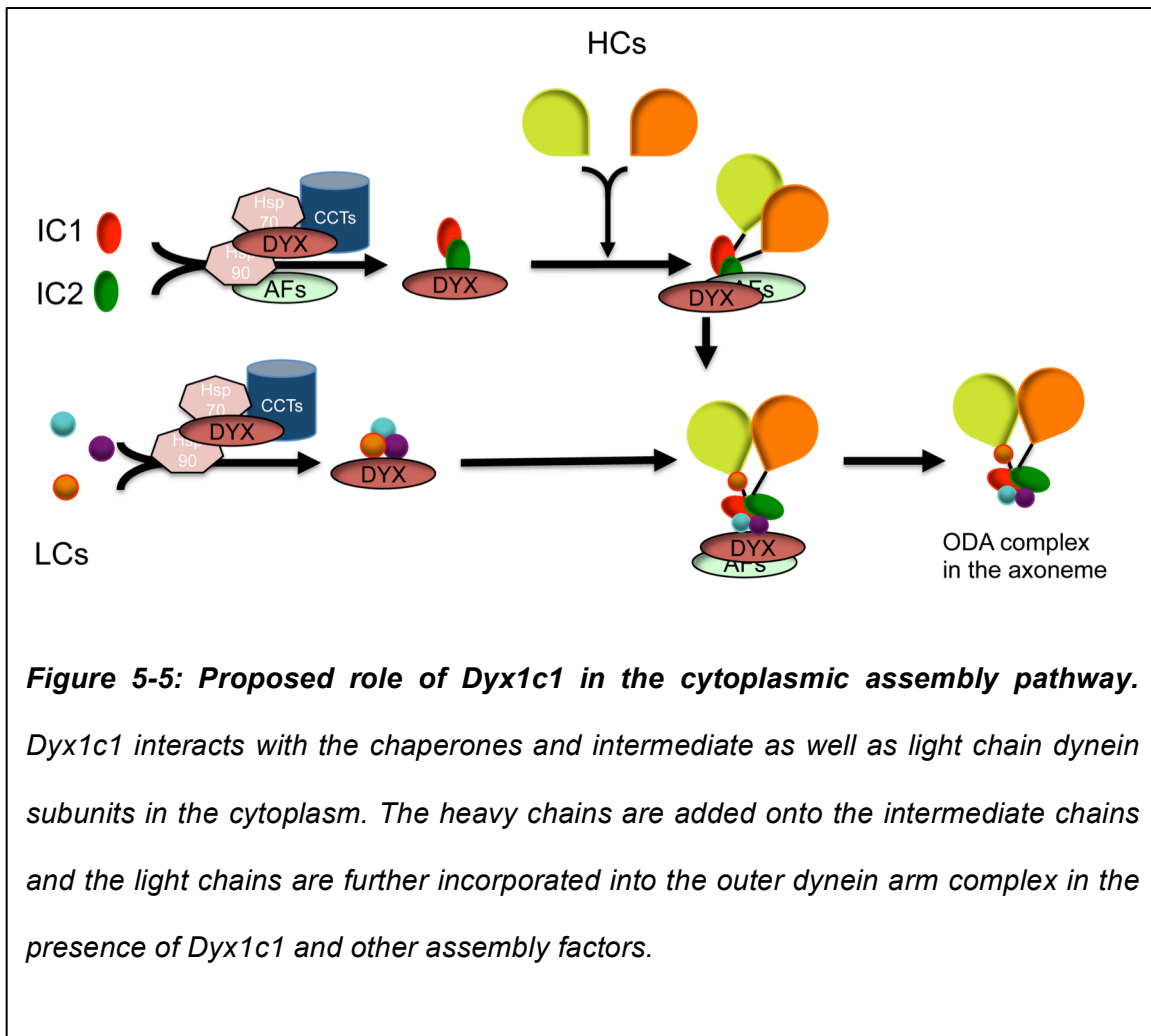 HCs
Hsp
70
CCTs
IC1
DYX
Hsp
90
IC2
AFs
DYX
DYX
AFs
Hsp
70
CCTs
DYX
Hsp
90
DYX
LCs
DYX
AFs
ODA complex
in the axoneme
Figure 5-5: Proposed role of Dyx1c1 in the cytoplasmic assembly pathway.
Dyx1c1 interacts with the chaperones and intermediate as well as light chain dynein
subunits in the cytoplasm. The heavy chains are added onto the intermediate chains
and the light chains are further incorporated into the outer dynein arm complex in the
presence of Dyx1c1 and other assembly factors.